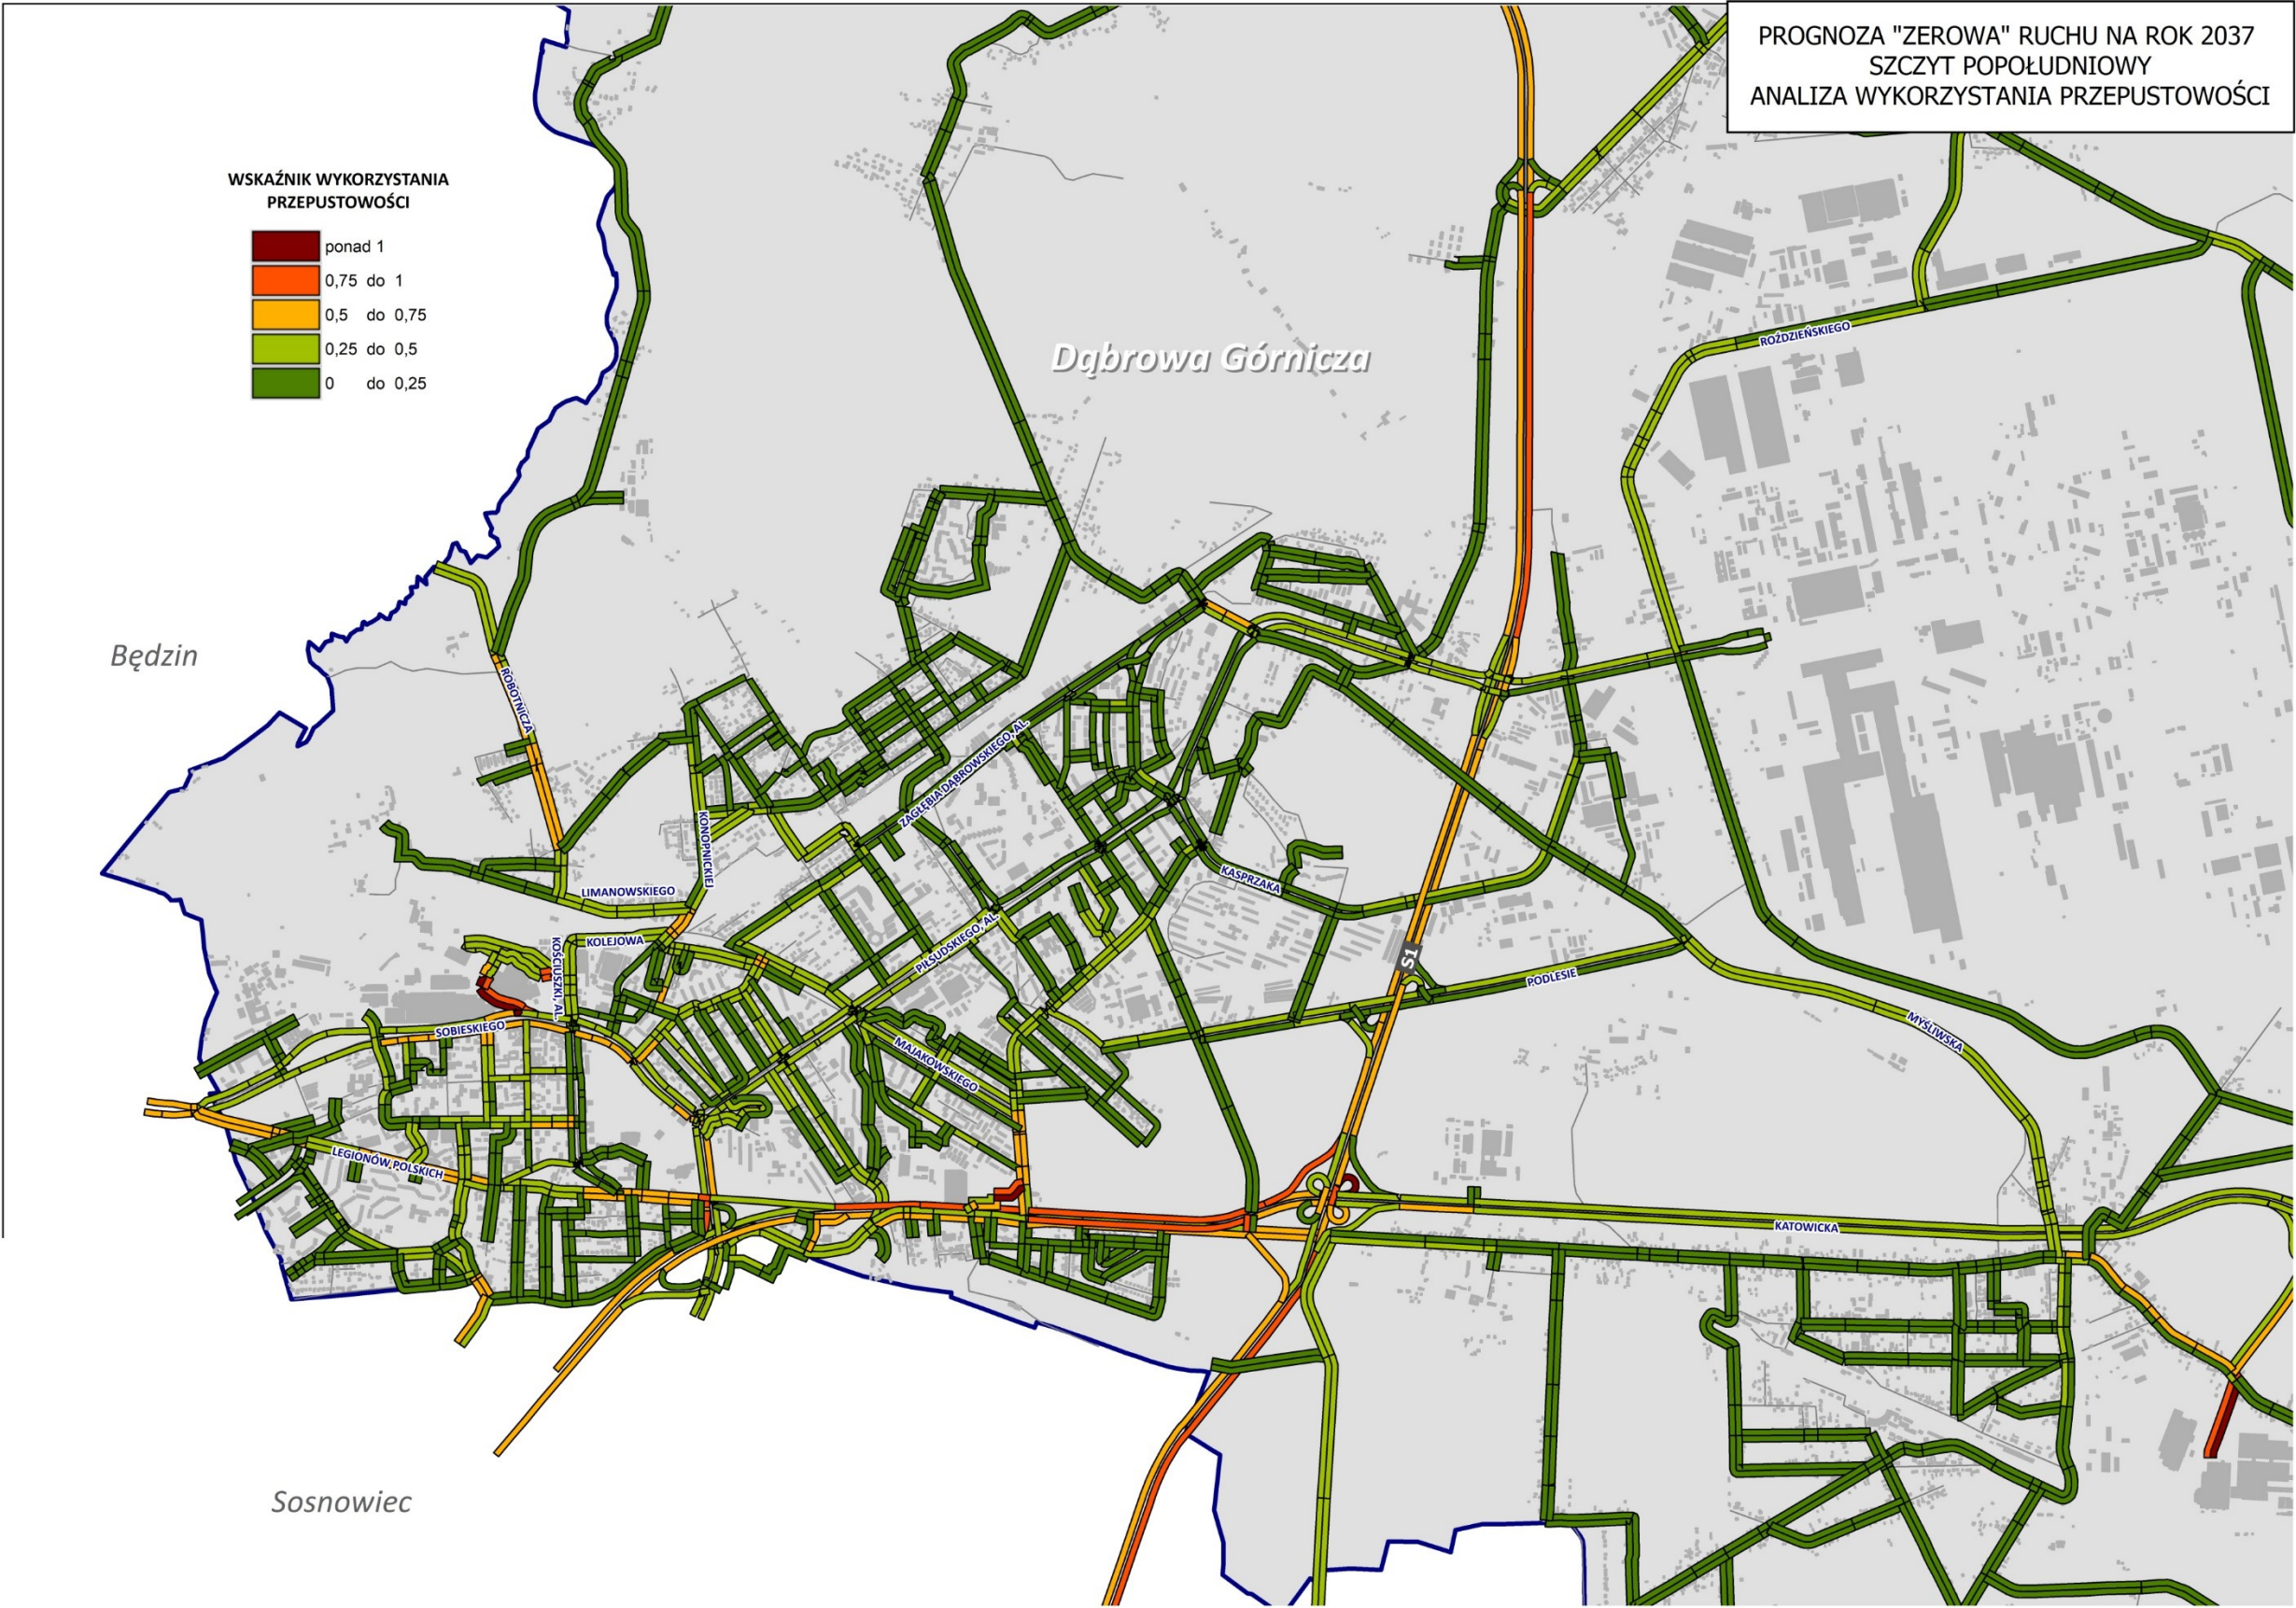 PROGNOZA "ZEROWA" RUCHU NA ROK 2037
SZCZYT POPOŁUDNIOWY
ANALIZA WYKORZYSTANIA PRZEPUSTOWOŚCI
WSKAŹNIK WYKORZYSTANIA
PRZEPUSTOWOŚCI
ponad 1
0,75 do 1
0,5 do 0,75
0,25 do 0,5
0 do 0,25
ROŹDZIEŃSKIEGO
Dąbrowa Górnicza
Będzin
ROBOTNICZA
ZAGŁĘBIA DĄBROWSKIEGO, AL.
KONOPNICKIEJ
KASPRZAKA
LIMANOWSKIEGO
PIŁSUDSKIEGO, AL.
KOLEJOWA
KOŚCIUSZKI, AL.
S1
PODLESIE
SOBIESKIEGO
MYŚLIWSKA
MAJAKOWSKIEGO
LEGIONÓW POLSKICH
KATOWICKA
Sosnowiec